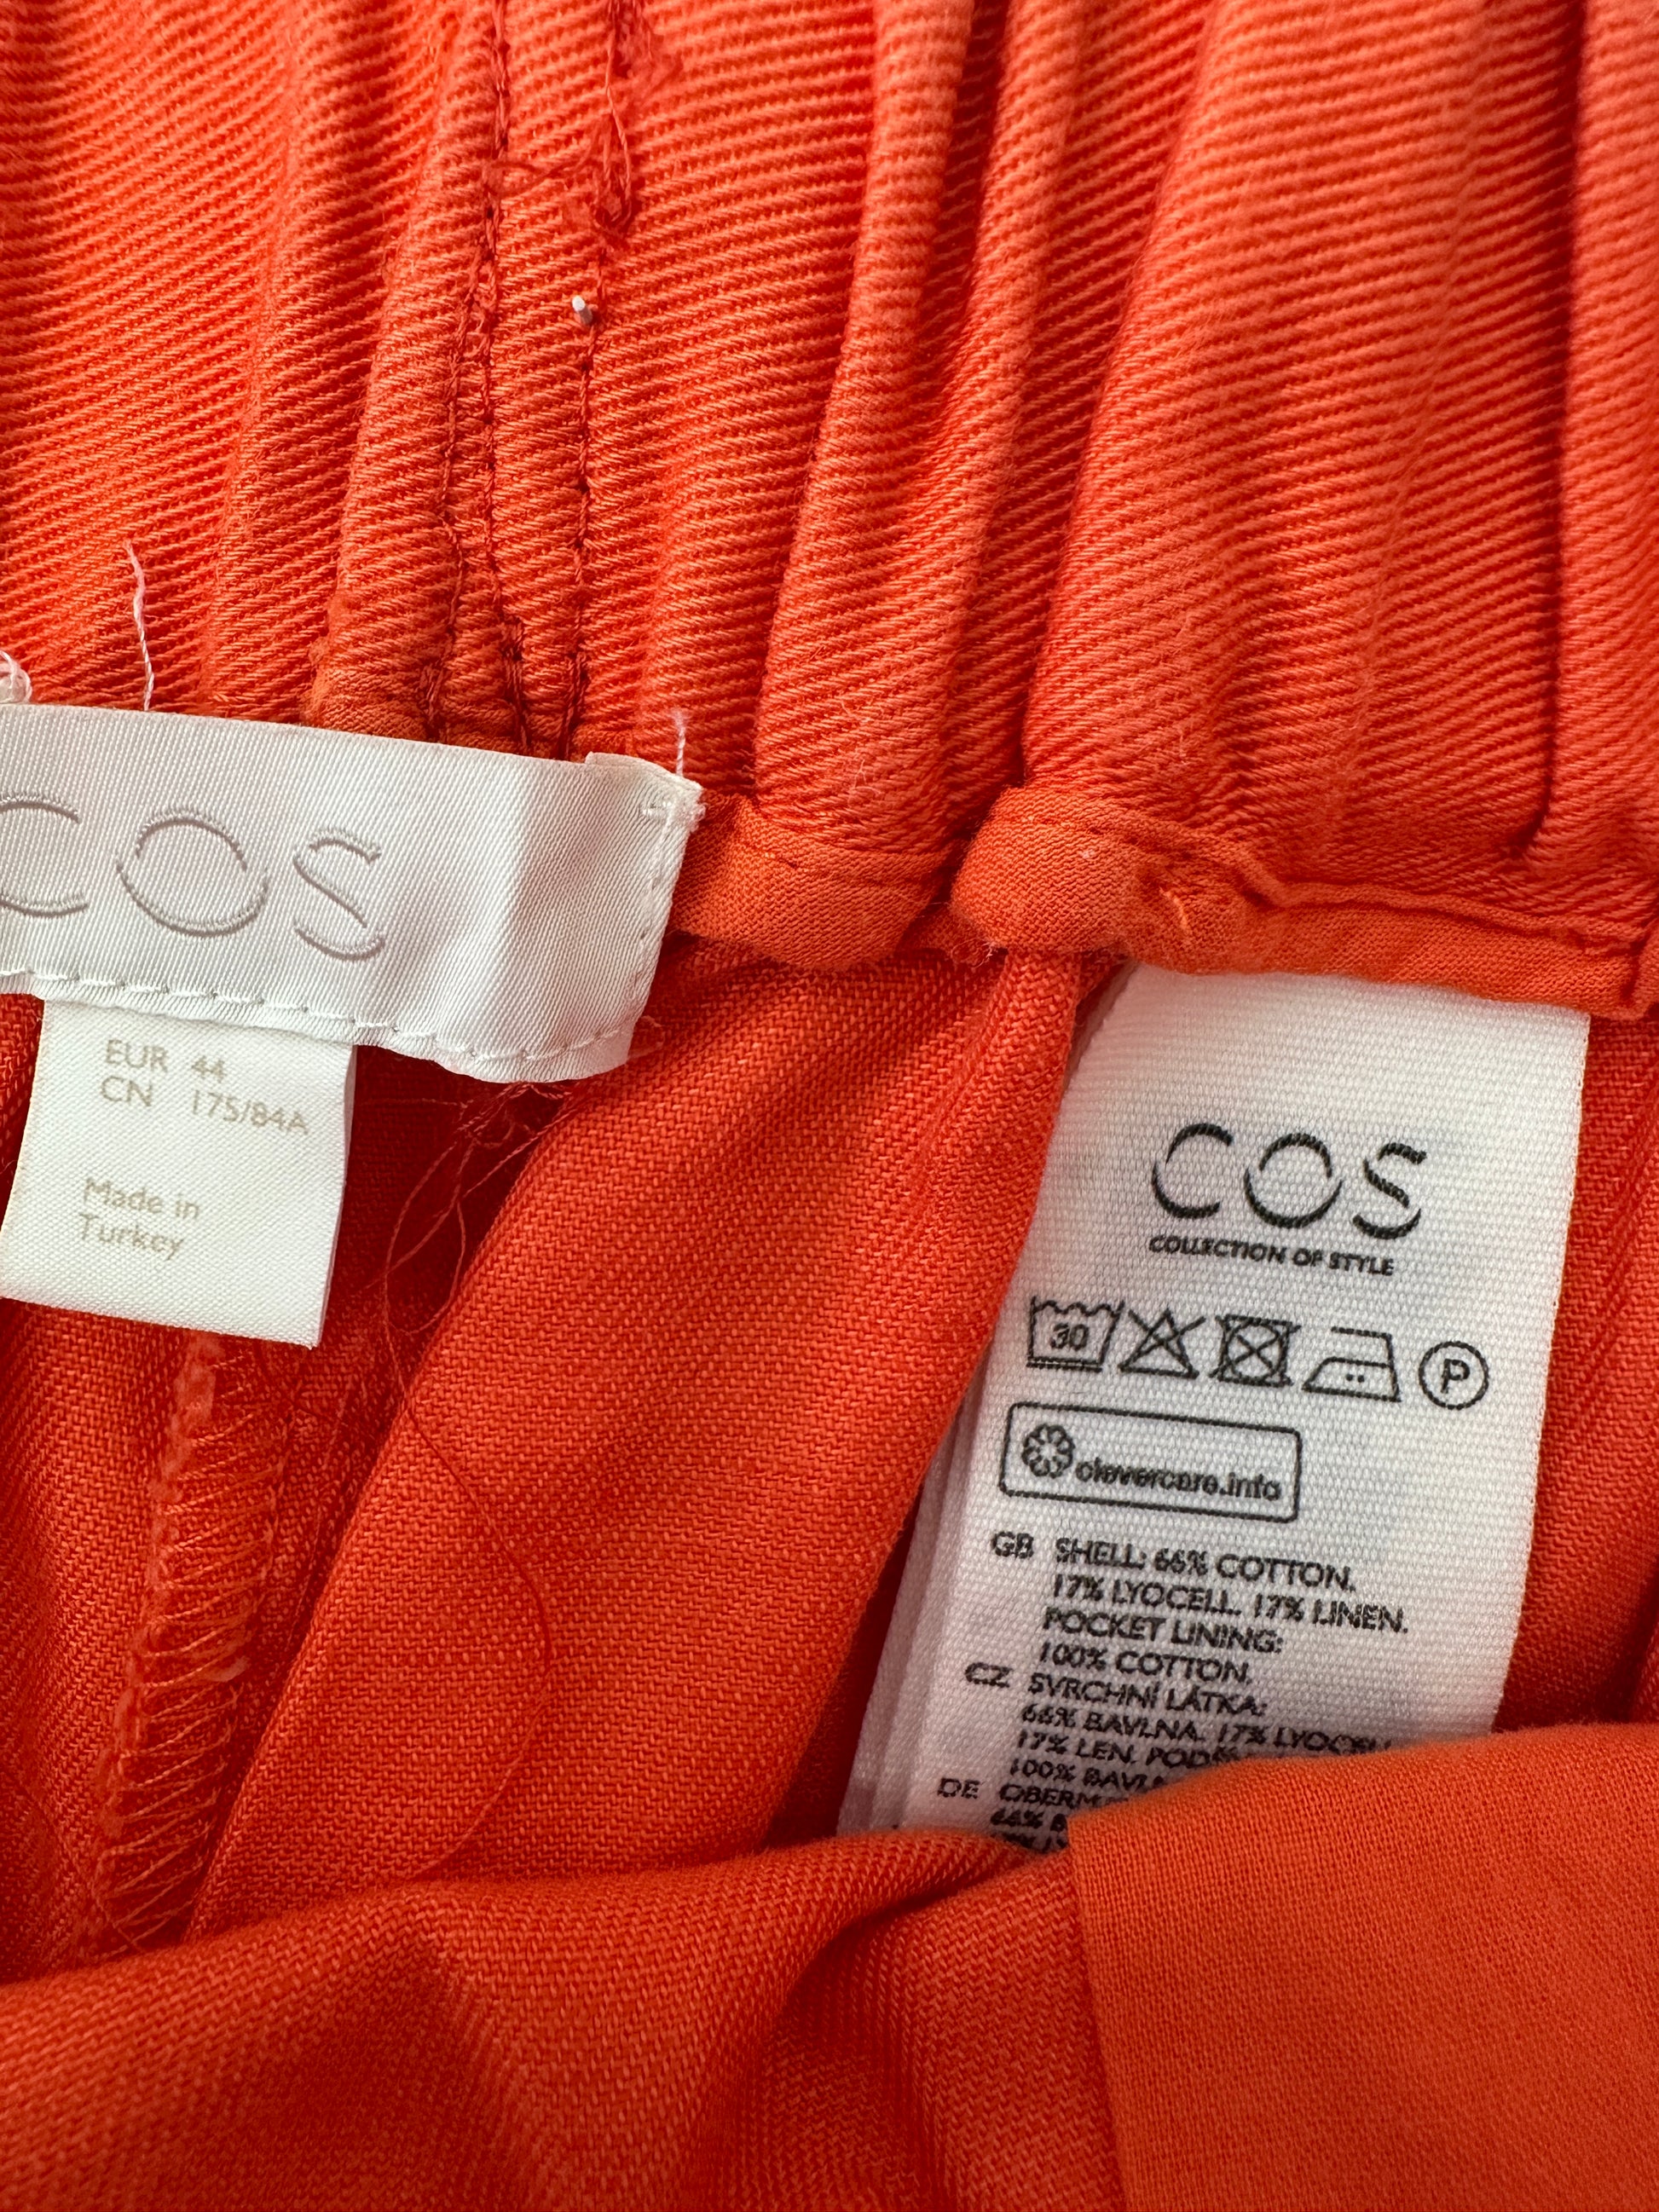 COS
EUR 44
CN 175/84A
Made in
Turkey
COS
COLLECTION OF STYLE
30
P
clevercare.info
GB SHELL: 66% COTTON.
17% LYOCELL. 17% LINEN.
POCKET LINING:
100% COTTON.
CZ SVRCHNÍ LÁTKA:
66% BAVLNA. 17% LYOCELL
17% LEN.
100%
DE
66%